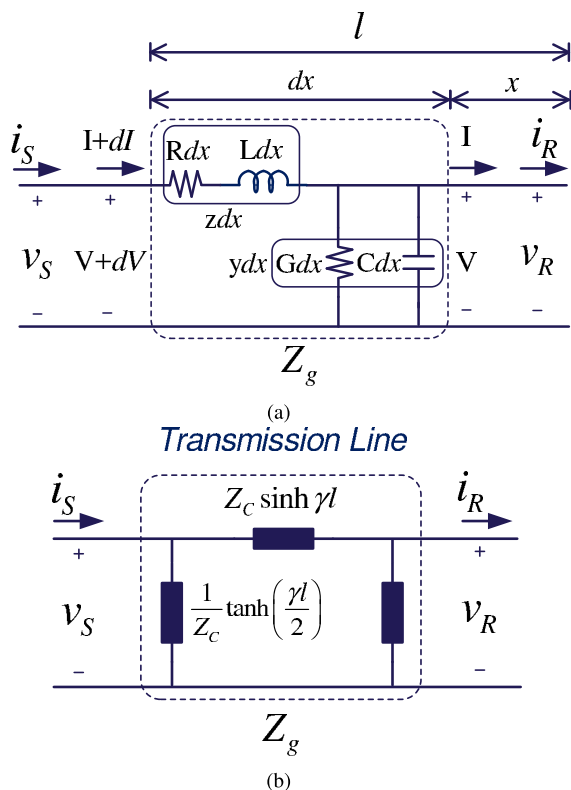 l
dx x
i_S I+dI I i_R
Rdx Ldx
+ + + +
zdx
v_S V+dV ydx Gdx Cdx V v_R
− − − −
Z_g
(a)
Transmission Line
i_S Z_C sinh γl i_R
+ +
v_S 1/Z_C tanh(γl/2) v_R
− −
Z_g
(b)